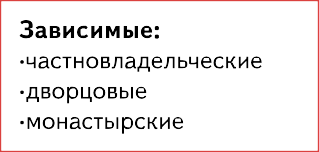 Зависимые:
·частновладельческие
·дворцовые
·монастырские